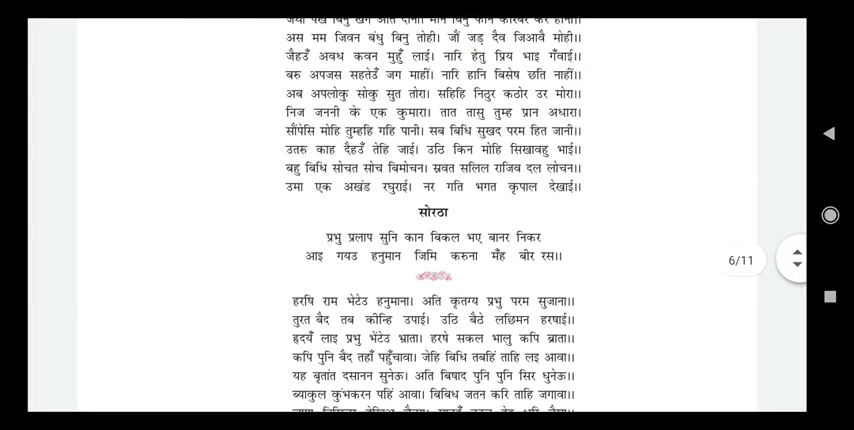 अस मम जिवन बंधु बिनु तोही। जौं जड़ दैव जिआवै मोही।।
जैहउँ अवध कवन मुहुँ लाई। नारि हेतु प्रिय भाइ गँवाई।।
बरु अपजस सहतेउँ जग माहीं। नारि हानि बिसेष छति नाहीं।।
अब अपलोकु सोकु सुत तोरा। सहिहि निठुर कठोर उर मोरा।।
निज जननी के एक कुमारा। तात तासु तुम्ह प्रान अधारा।।
सौंपेसि मोहि तुम्हहि गहि पानी। सब बिधि सुखद परम हित जानी।।
उतरु काह दैहउँ तेहि जाई। उठि किन मोहि सिखावहु भाई।।
बहु बिधि सोचत सोच बिमोचन। स्रवत सलिल राजिव दल लोचन।।
उमा एक अखंड रघुराई। नर गति भगत कृपाल देखाई।।
सोरठा
प्रभु प्रलाप सुनि कान बिकल भए बानर निकर
आइ गयउ हनुमान जिमि करुना मँह बीर रस।।
6/11
हरषि राम भेटेउ हनुमाना। अति कृतग्य प्रभु परम सुजाना।।
तुरत बैद तब कीन्हि उपाई। उठि बैठे लछिमन हरषाई।।
हृदयँ लाइ प्रभु भेंटेउ भ्राता। हरषे सकल भालु कपि ब्राता।।
कपि पुनि बैद तहाँ पहुँचावा। जेहि बिधि तबहिं ताहि लइ आवा।।
यह बृतांत दसानन सुनेऊ। अति बिषाद पुनि पुनि सिर धुनेऊ।।
ब्याकुल कुंभकरन पहिं आवा। बिबिध जतन करि ताहि जगावा।।